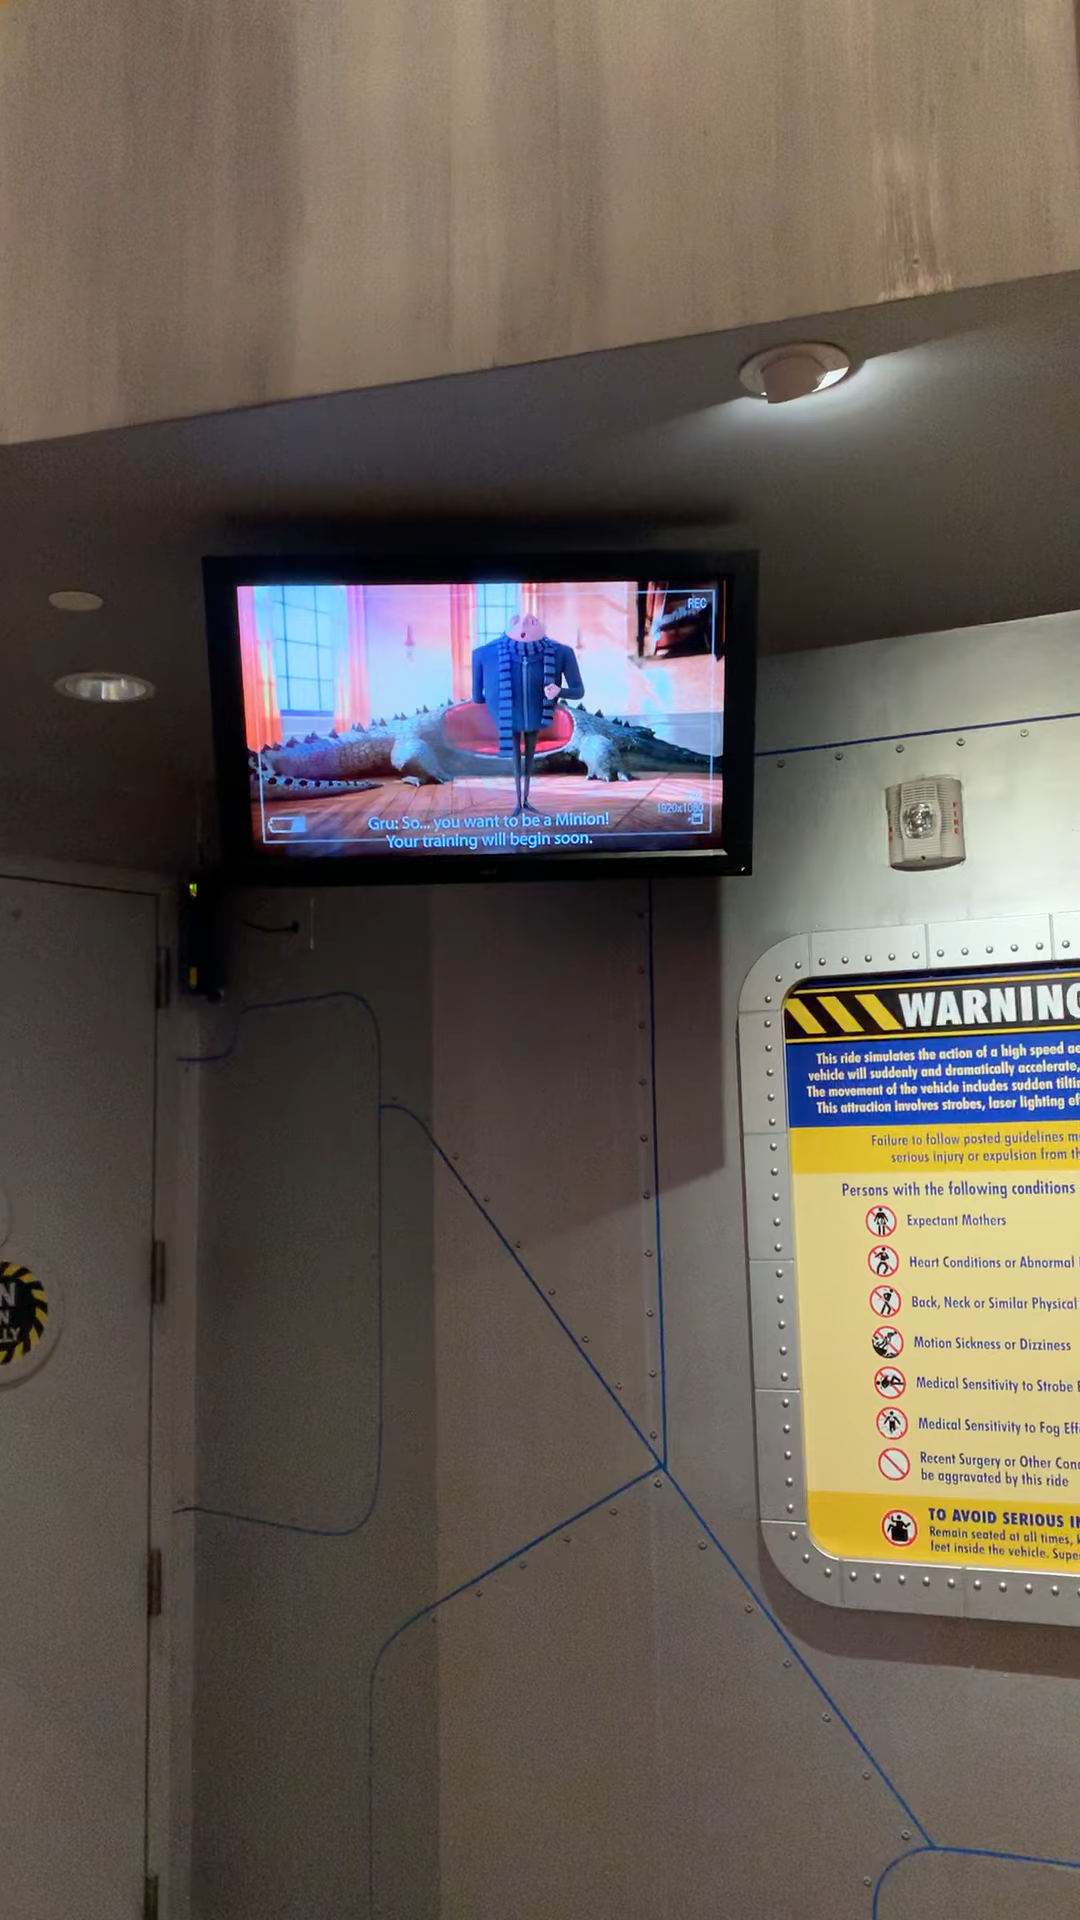 REC
1920x1080
Gru: So... you want to be a Minion!
Your training will begin soon.
FIRE
WARNING
This ride simulates the action of a high speed
vehicle will suddenly and dramatically accelerate,
The movement of the vehicle includes sudden
This attraction involves strobes, laser lighting
Failure to follow posted guidelines
serious injury or expulsion from
Persons with the following conditions
Expectant Mothers
Heart Conditions or Abnormal
Back, Neck or Similar Physical
Motion Sickness or Dizziness
Medical Sensitivity to Strobe
Medical Sensitivity to Fog
Recent Surgery or Other
be aggravated by this ride
TO AVOID SERIOUS
Remain seated at all times,
feet inside the vehicle.